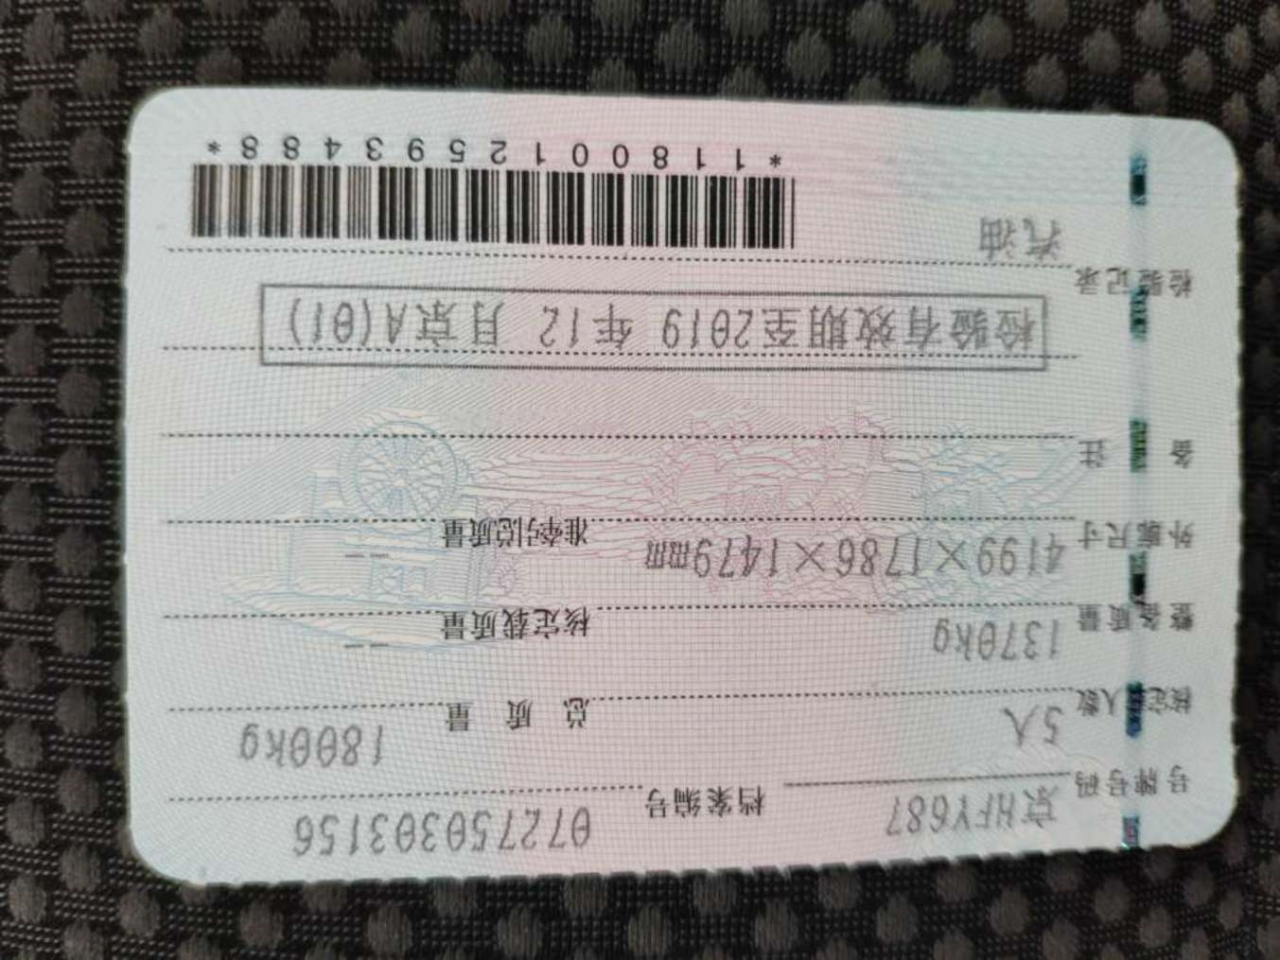 号牌号码 京HFY687 档案编号 072750303156
核定人数 5人 总质量 1800kg
整备质量 1370kg 核定载质量 --
外廓尺寸 4199×1786×1479mm 准牵引总质量 --
备注
检验有效期至2019年12月京A(01)
检验记录
汽油
*1180012593488*